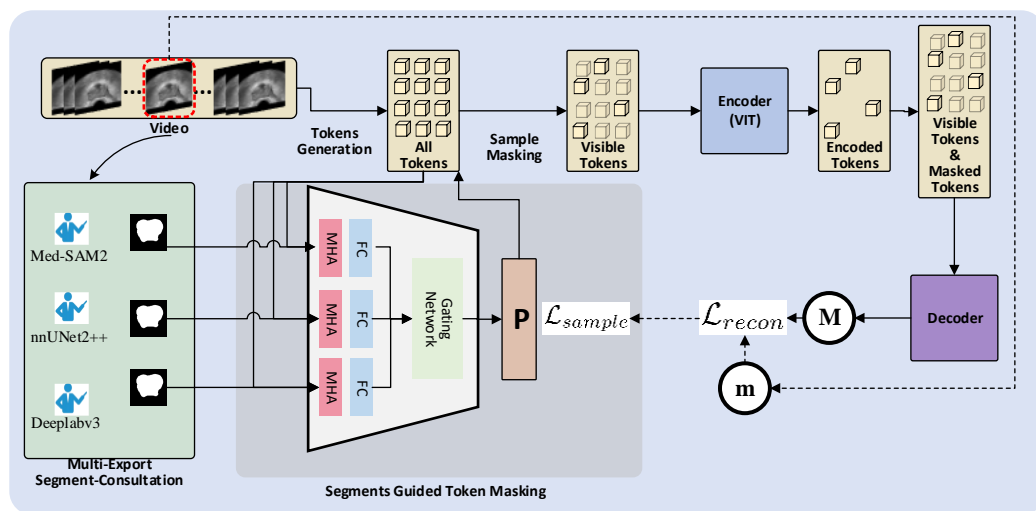 Video
Tokens
Generation
All
Tokens
Sample
Masking
Visible
Tokens
Encoder
(VIT)
Encoded
Tokens
Visible
Tokens
&
Masked
Tokens
Med-SAM2
nnUNet2++
Deeplabv3
Multi-Export
Segment-Consultation
MHA
FC
MHA
FC
MHA
FC
Gating
Network
P
ℒsample
ℒrecon
M
m
Decoder
Segments Guided Token Masking